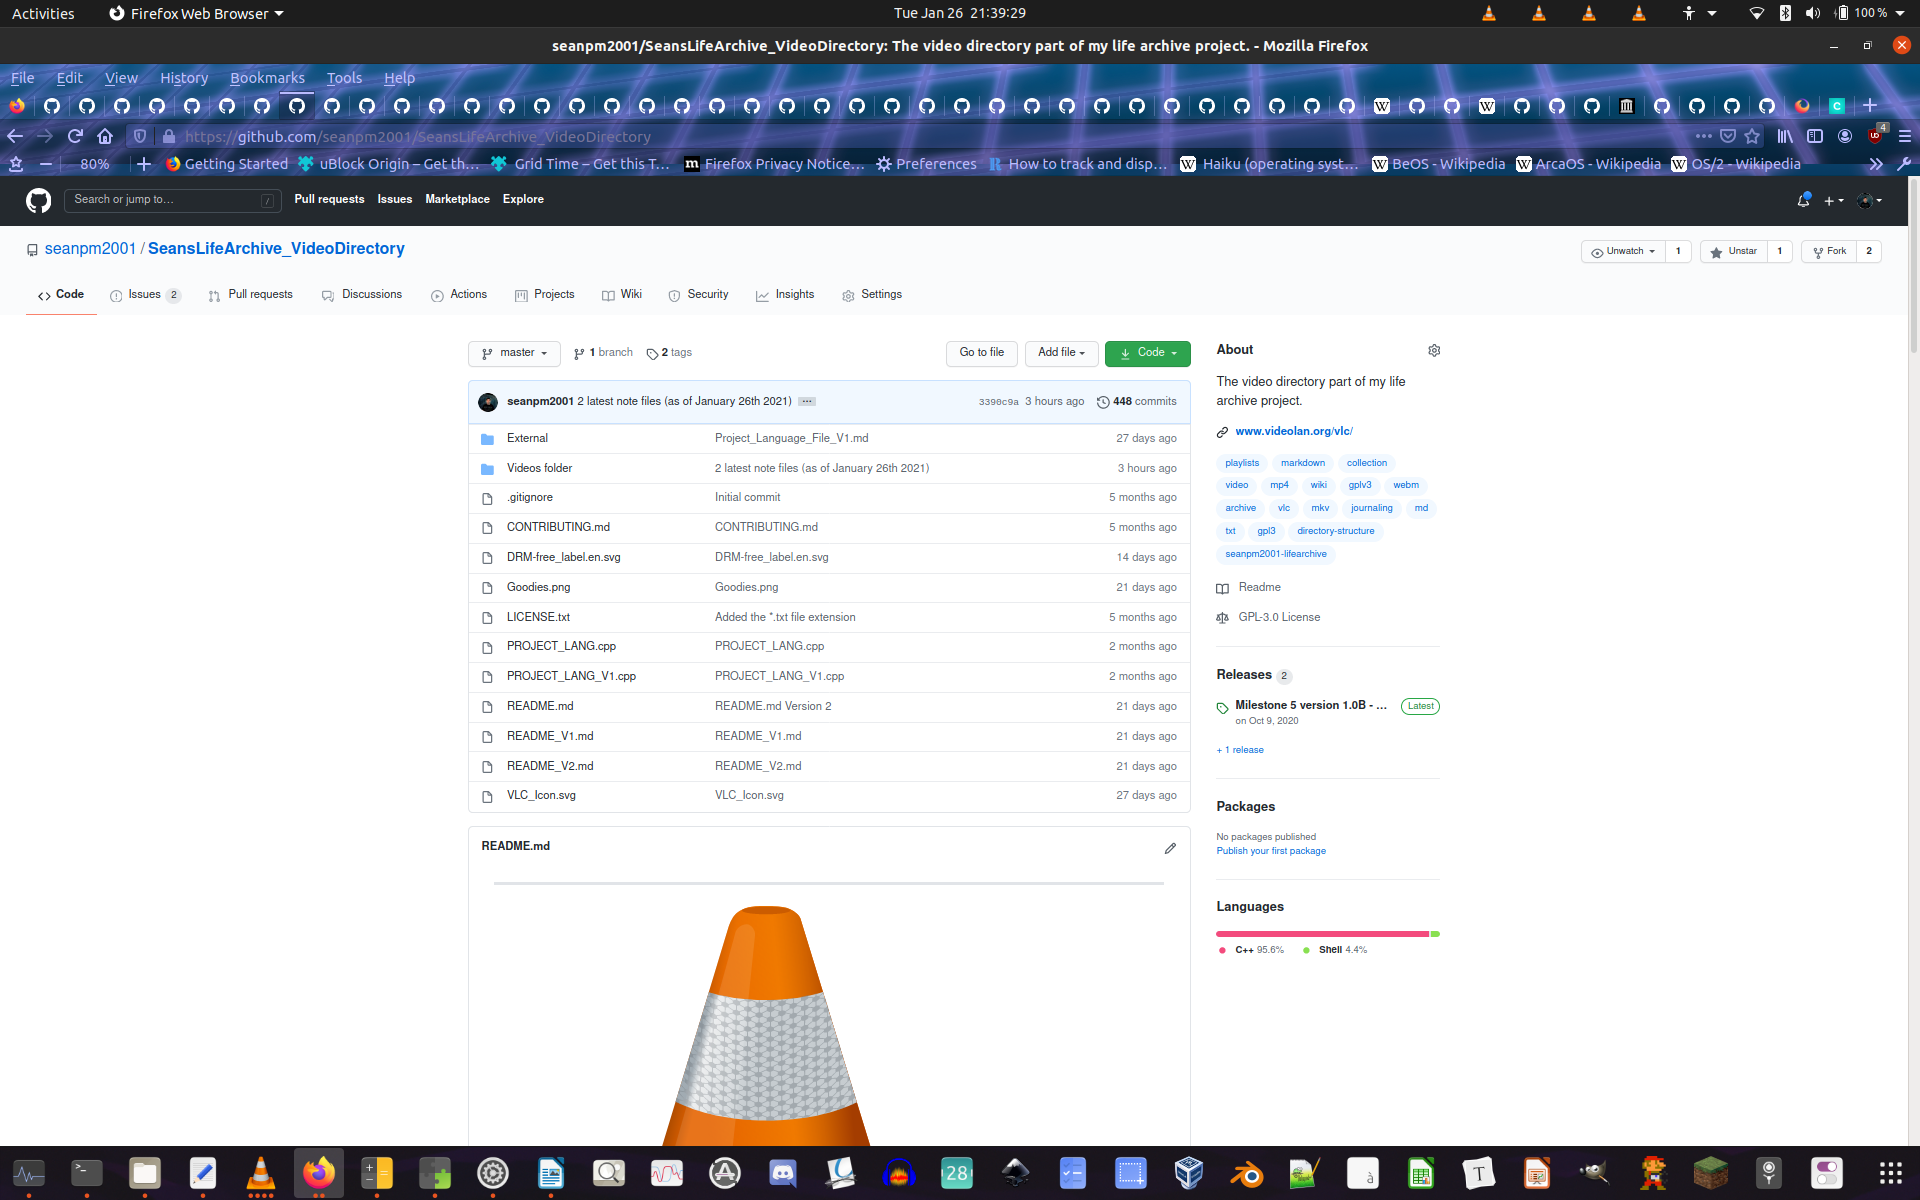 Activities Firefox Web Browser Tue Jan 26 21:39:29 100 %
seanpm2001/SeansLifeArchive_VideoDirectory: The video directory part of my life archive project. - Mozilla Firefox
File Edit View History Bookmarks Tools Help
https://github.com/seanpm2001/SeansLifeArchive_VideoDirectory 4
80% Getting Started uBlock Origin – Get th… Grid Time – Get this T… Firefox Privacy Notice… Preferences How to track and disp… Haiku (operating syst… BeOS - Wikipedia ArcaOS - Wikipedia OS/2 - Wikipedia
Search or jump to… / Pull requests Issues Marketplace Explore
seanpm2001 / SeansLifeArchive_VideoDirectory Unwatch 1 Unstar 1 Fork 2
Code Issues 2 Pull requests Discussions Actions Projects Wiki Security Insights Settings
master 1 branch 2 tags Go to file Add file Code
seanpm2001 2 latest note files (as of January 26th 2021) ... 3390c9a 3 hours ago 448 commits
External Project_Language_File_V1.md 27 days ago
Videos folder 2 latest note files (as of January 26th 2021) 3 hours ago
.gitignore Initial commit 5 months ago
CONTRIBUTING.md CONTRIBUTING.md 5 months ago
DRM-free_label.en.svg DRM-free_label.en.svg 14 days ago
Goodies.png Goodies.png 21 days ago
LICENSE.txt Added the *.txt file extension 5 months ago
PROJECT_LANG.cpp PROJECT_LANG.cpp 2 months ago
PROJECT_LANG_V1.cpp PROJECT_LANG_V1.cpp 2 months ago
README.md README.md Version 2 21 days ago
README_V1.md README_V1.md 21 days ago
README_V2.md README_V2.md 21 days ago
VLC_Icon.svg VLC_Icon.svg 27 days ago
README.md
About
The video directory part of my life
archive project.
www.videolan.org/vlc/
playlists markdown collection
video mp4 wiki gplv3 webm
archive vlc mkv journaling md
txt gpl3 directory-structure
seanpm2001-lifearchive
Readme
GPL-3.0 License
Releases 2
Milestone 5 version 1.0B - ... Latest
on Oct 9, 2020
+ 1 release
Packages
No packages published
Publish your first package
Languages
C++ 95.6% Shell 4.4%
28